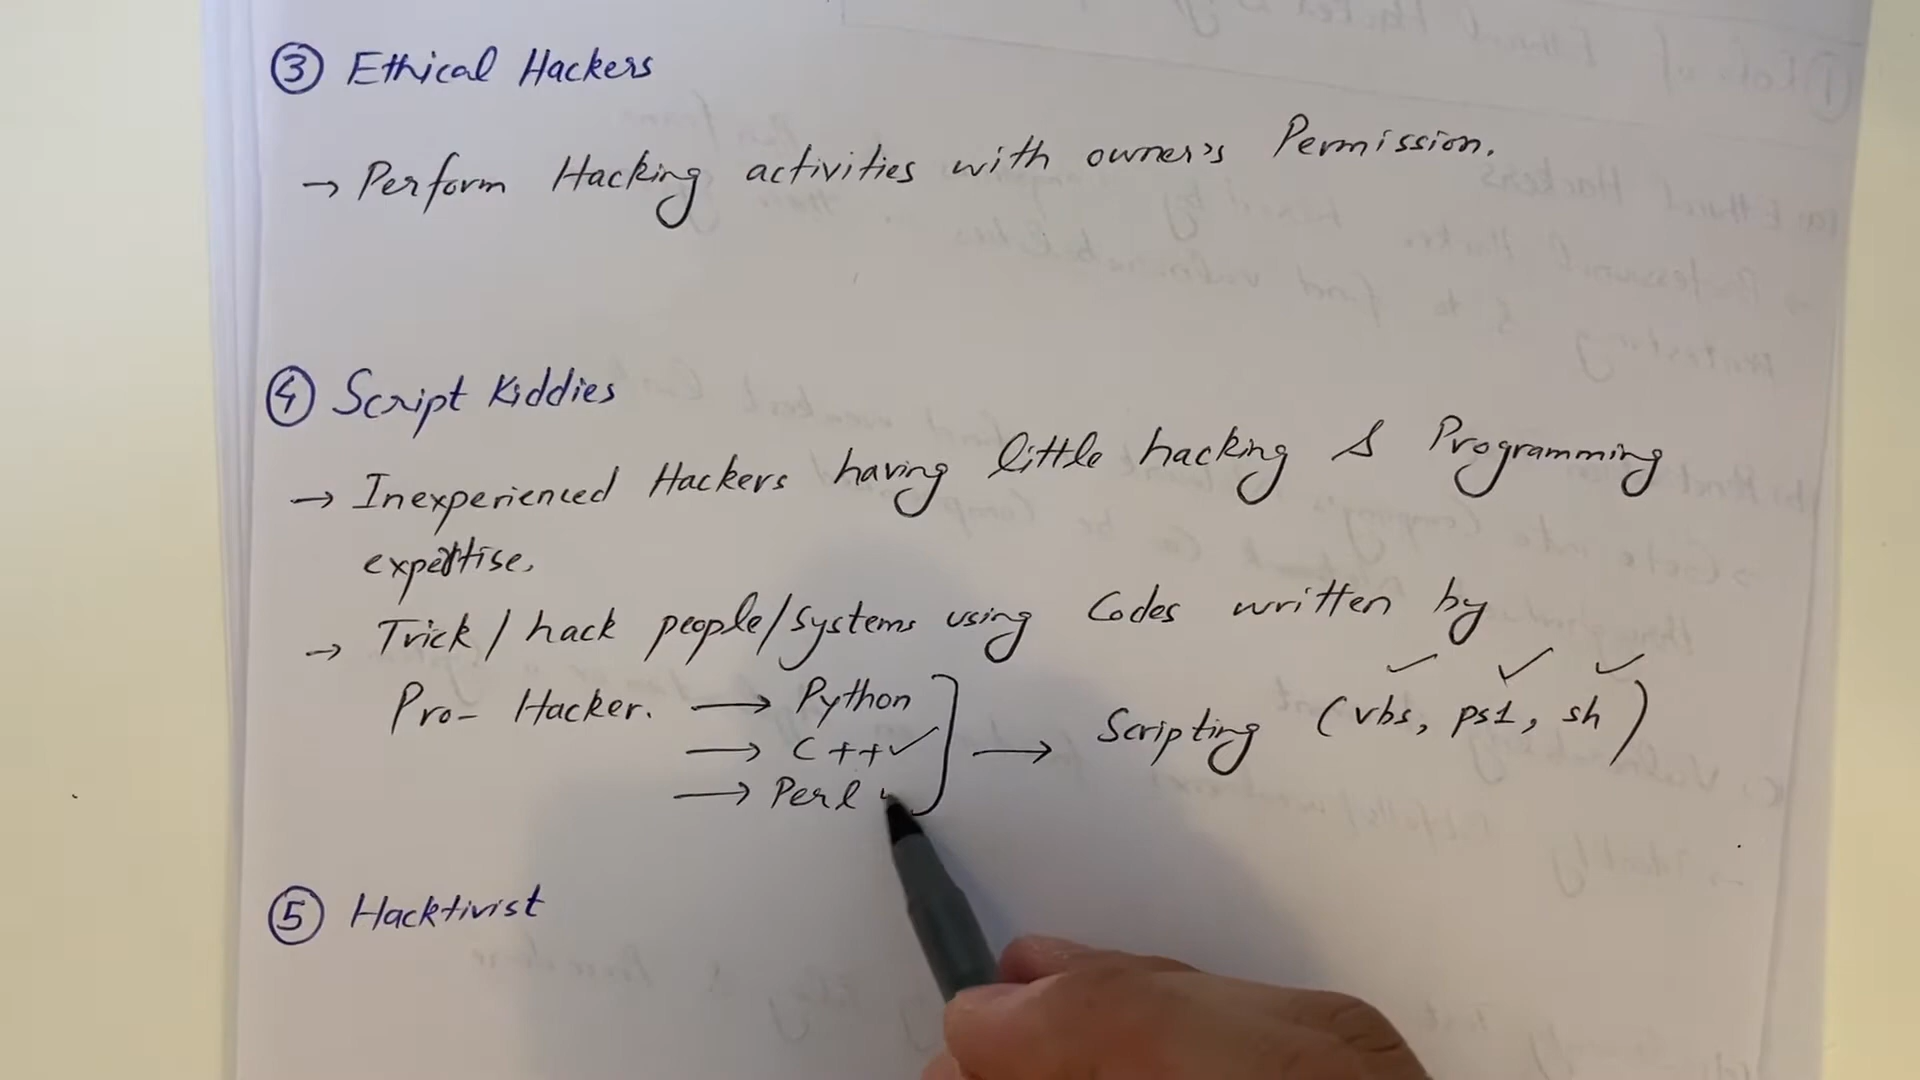 ③ Ethical Hackers
→ Perform Hacking activities with owner's Permission.
④ Script Kiddies
→ Inexperienced Hackers having little hacking & Programming
expertise.
→ Trick/hack people/systems using Codes written by
Pro- Hacker. → Python
→ C++ ✓
→ Perl
→ Scripting (vbs, ps1, sh)
⑤ Hacktivist